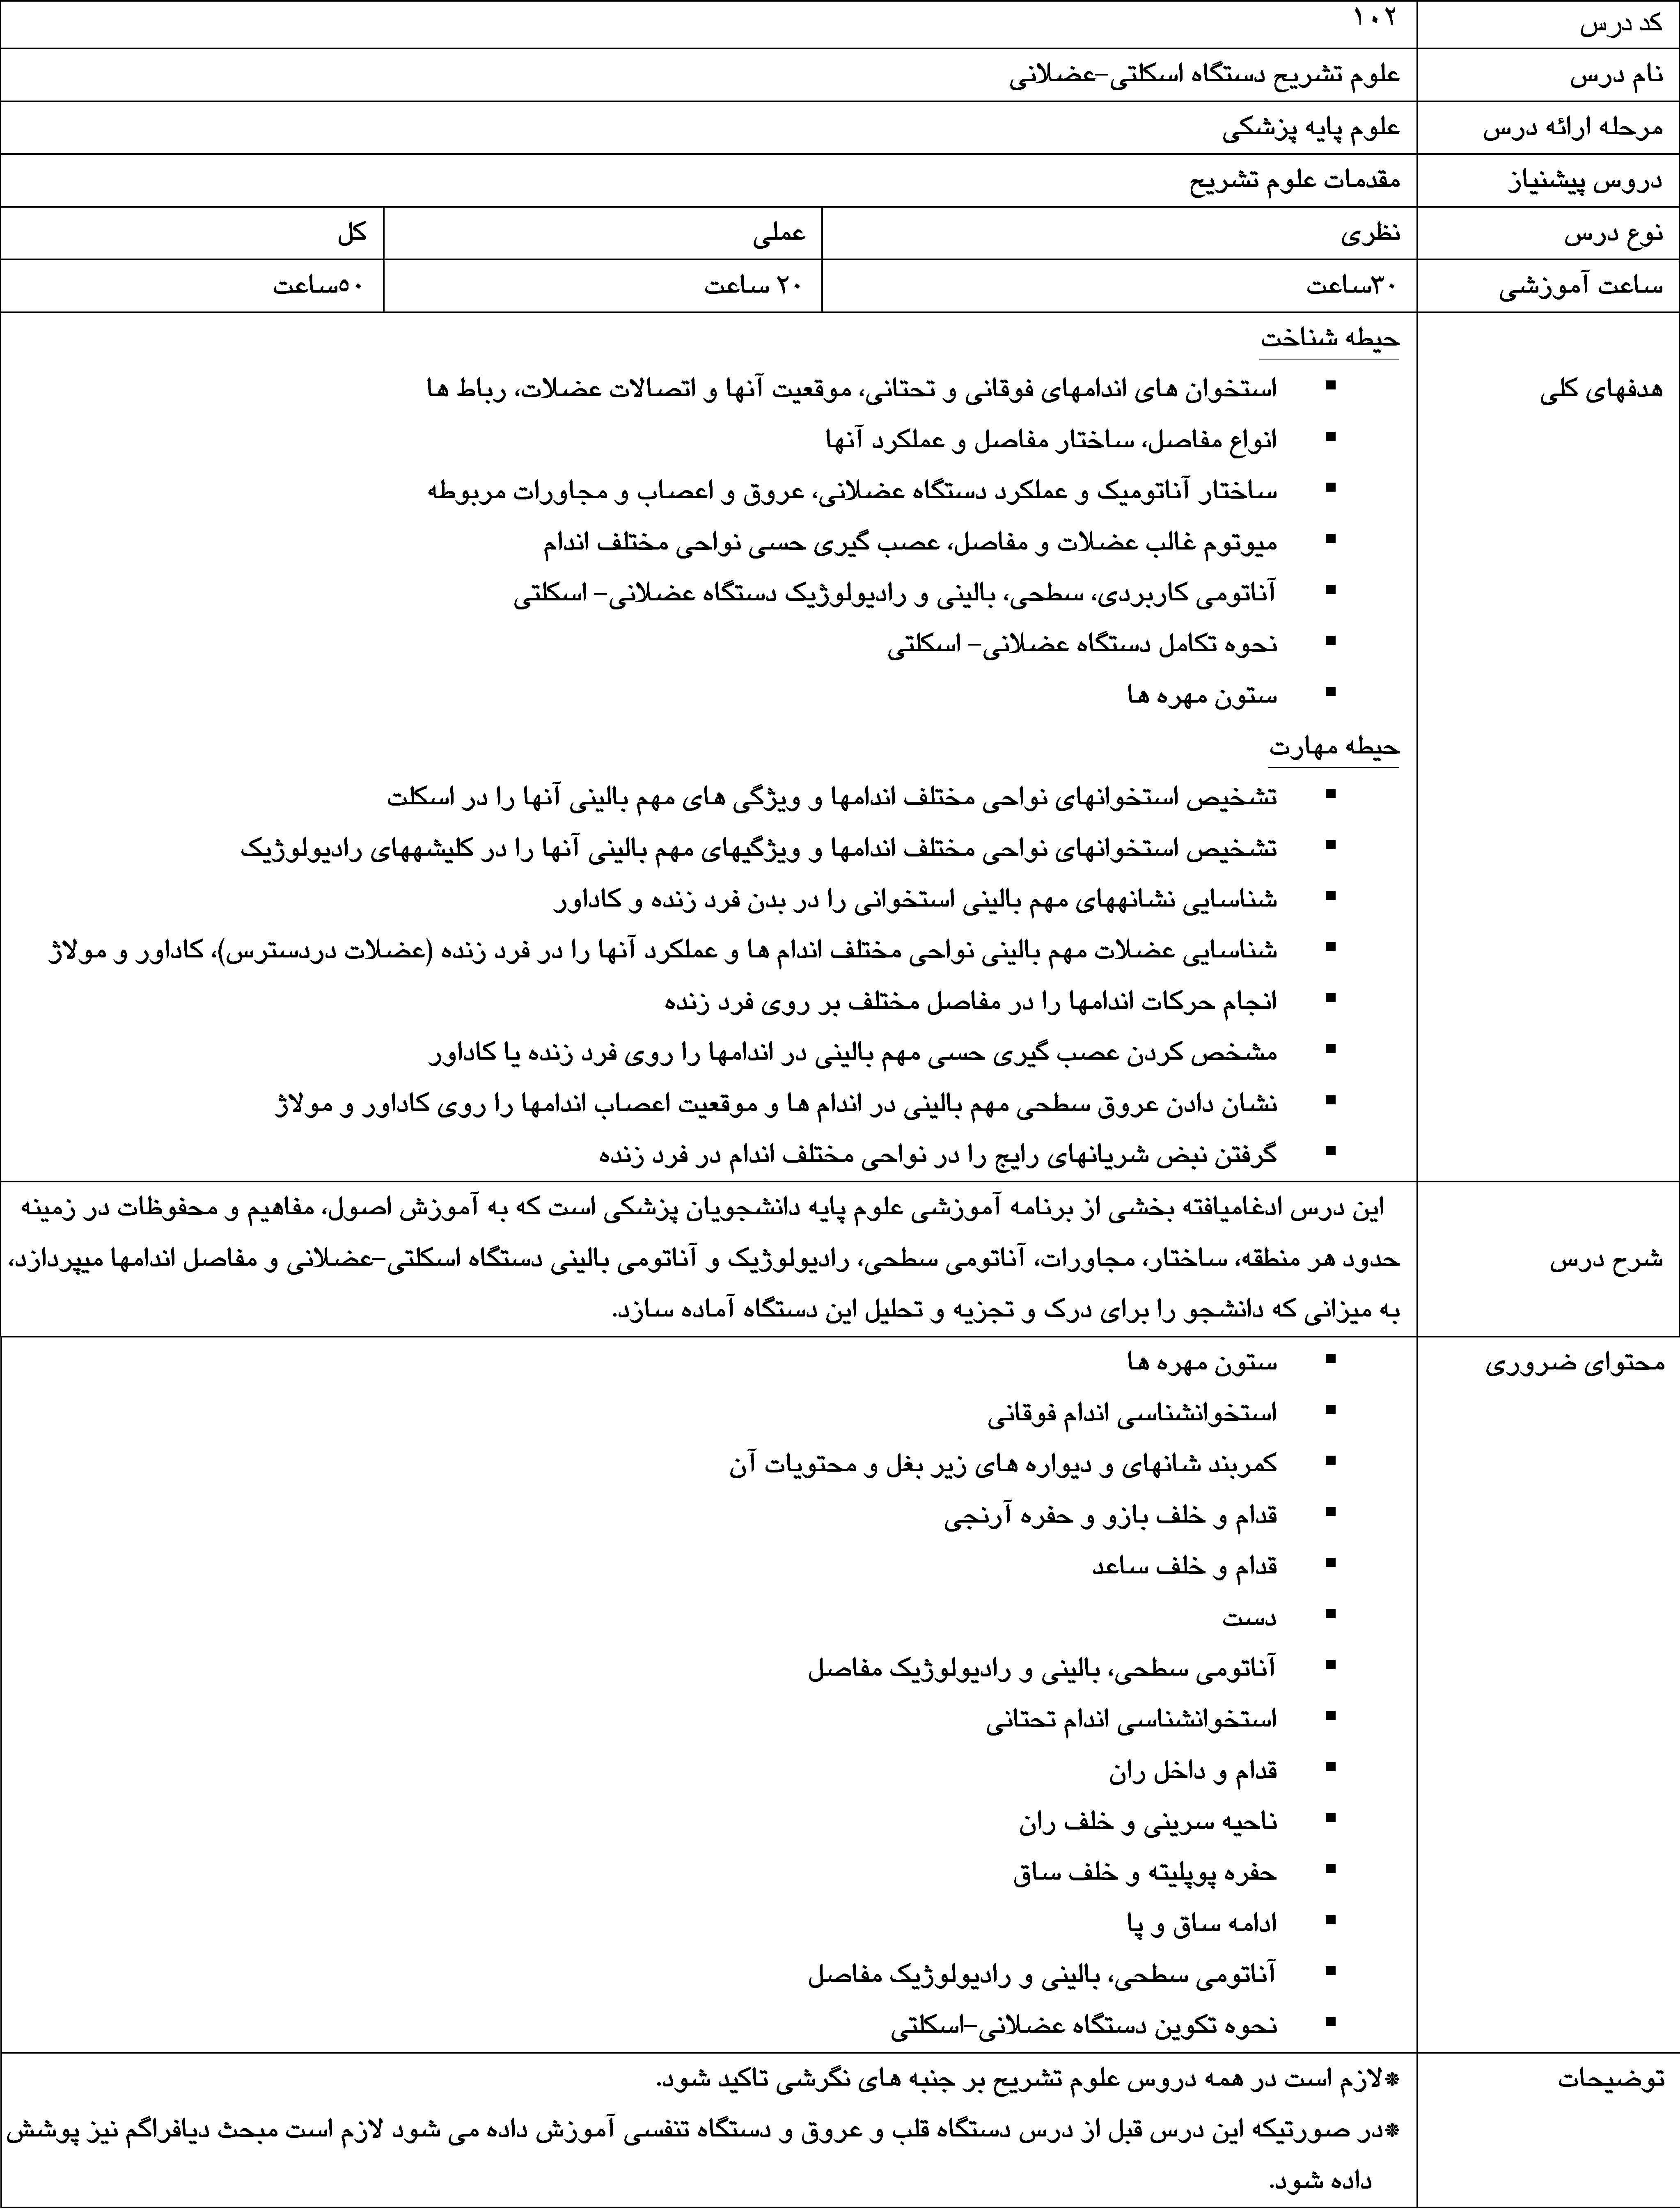 کد درس ۱۰۲
نام درس علوم تشریح دستگاه اسکلتی-عضلانی
مرحله ارائه درس علوم پایه پزشکی
دروس پیشنیاز مقدمات علوم تشریح
نوع درس نظری عملی کل
ساعت آموزشی ۳۰ساعت ۲۰ ساعت ۵۰ساعت
حیطه شناخت
هدفهای کلی ▪ استخوان های اندامهای فوقانی و تحتانی، موقعیت آنها و اتصالات عضلات، رباط ها
▪ انواع مفاصل، ساختار مفاصل و عملکرد آنها
▪ ساختار آناتومیک و عملکرد دستگاه عضلانی، عروق و اعصاب و مجاورات مربوطه
▪ میوتوم غالب عضلات و مفاصل، عصب گیری حسی نواحی مختلف اندام
▪ آناتومی کاربردی، سطحی، بالینی و رادیولوژیک دستگاه عضلانی- اسکلتی
▪ نحوه تکامل دستگاه عضلانی- اسکلتی
▪ ستون مهره ها
حیطه مهارت
▪ تشخیص استخوانهای نواحی مختلف اندامها و ویژگی های مهم بالینی آنها را در اسکلت
▪ تشخیص استخوانهای نواحی مختلف اندامها و ویژگیهای مهم بالینی آنها را در کلیشههای رادیولوژیک
▪ شناسایی نشانههای مهم بالینی استخوانی را در بدن فرد زنده و کاداور
▪ شناسایی عضلات مهم بالینی نواحی مختلف اندام ها و عملکرد آنها را در فرد زنده (عضلات دردسترس)، کاداور و مولاژ
▪ انجام حرکات اندامها را در مفاصل مختلف بر روی فرد زنده
▪ مشخص کردن عصب گیری حسی مهم بالینی در اندامها را روی فرد زنده یا کاداور
▪ نشان دادن عروق سطحی مهم بالینی در اندام ها و موقعیت اعصاب اندامها را روی کاداور و مولاژ
▪ گرفتن نبض شریانهای رایج را در نواحی مختلف اندام در فرد زنده
این درس ادغامیافته بخشی از برنامه آموزشی علوم پایه دانشجویان پزشکی است که به آموزش اصول، مفاهیم و محفوظات در زمینه
شرح درس حدود هر منطقه، ساختار، مجاورات، آناتومی سطحی، رادیولوژیک و آناتومی بالینی دستگاه اسکلتی-عضلانی و مفاصل اندامها میپردازد،
به میزانی که دانشجو را برای درک و تجزیه و تحلیل این دستگاه آماده سازد.
محتوای ضروری ▪ ستون مهره ها
▪ استخوانشناسی اندام فوقانی
▪ کمربند شانهای و دیواره های زیر بغل و محتویات آن
▪ قدام و خلف بازو و حفره آرنجی
▪ قدام و خلف ساعد
▪ دست
▪ آناتومی سطحی، بالینی و رادیولوژیک مفاصل
▪ استخوانشناسی اندام تحتانی
▪ قدام و داخل ران
▪ ناحیه سرینی و خلف ران
▪ حفره پوپلیته و خلف ساق
▪ ادامه ساق و پا
▪ آناتومی سطحی، بالینی و رادیولوژیک مفاصل
▪ نحوه تکوین دستگاه عضلانی-اسکلتی
توضیحات *لازم است در همه دروس علوم تشریح بر جنبه های نگرشی تاکید شود.
*در صورتیکه این درس قبل از درس دستگاه قلب و عروق و دستگاه تنفسی آموزش داده می شود لازم است مبحث دیافراگم نیز پوشش
داده شود.